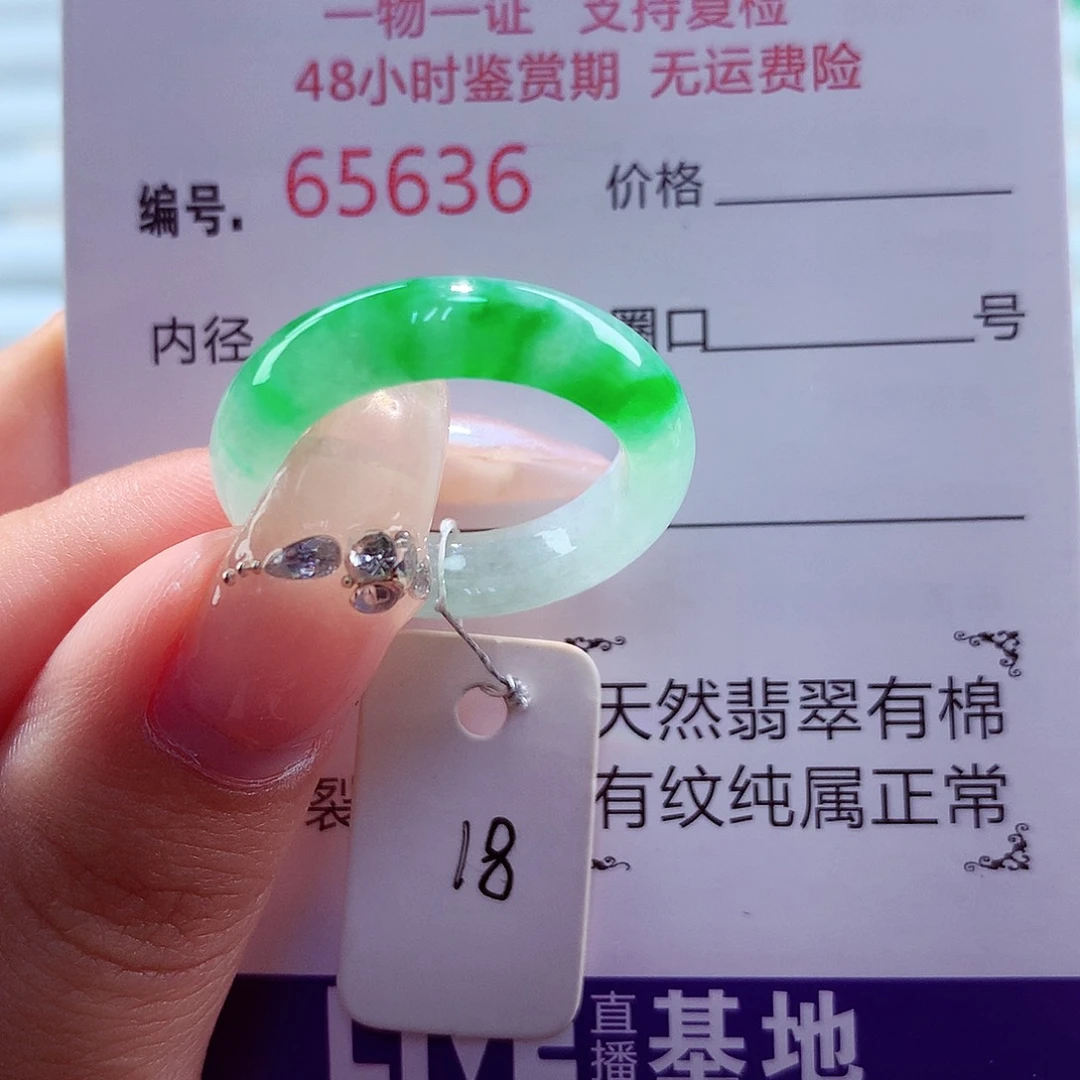 一物一证 支持复检
48小时鉴赏期 无运费险
编号. 65636 价格
内径 圈口 号
天然翡翠有棉
裂 有纹纯属正常
18
LIVE 直播 基地